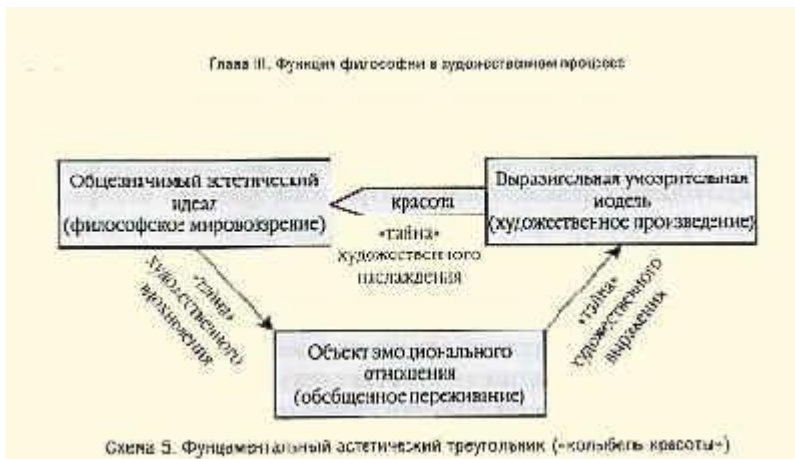 Глава III. Функция философии в художественном процессе
Общезначимый эстетический
идеал
(философское мировоззрение)
красота
Выразительная умозрительная
модель
(художественное произведение)
«тайна»
художественного
наслаждения
«тайна»
художественного
вдохновения
«тайна»
художественного
выражения
Объект эмоционального
отношения
(обобщенное переживание)
Схема 5. Фундаментальный эстетический треугольник («колыбель красоты»)